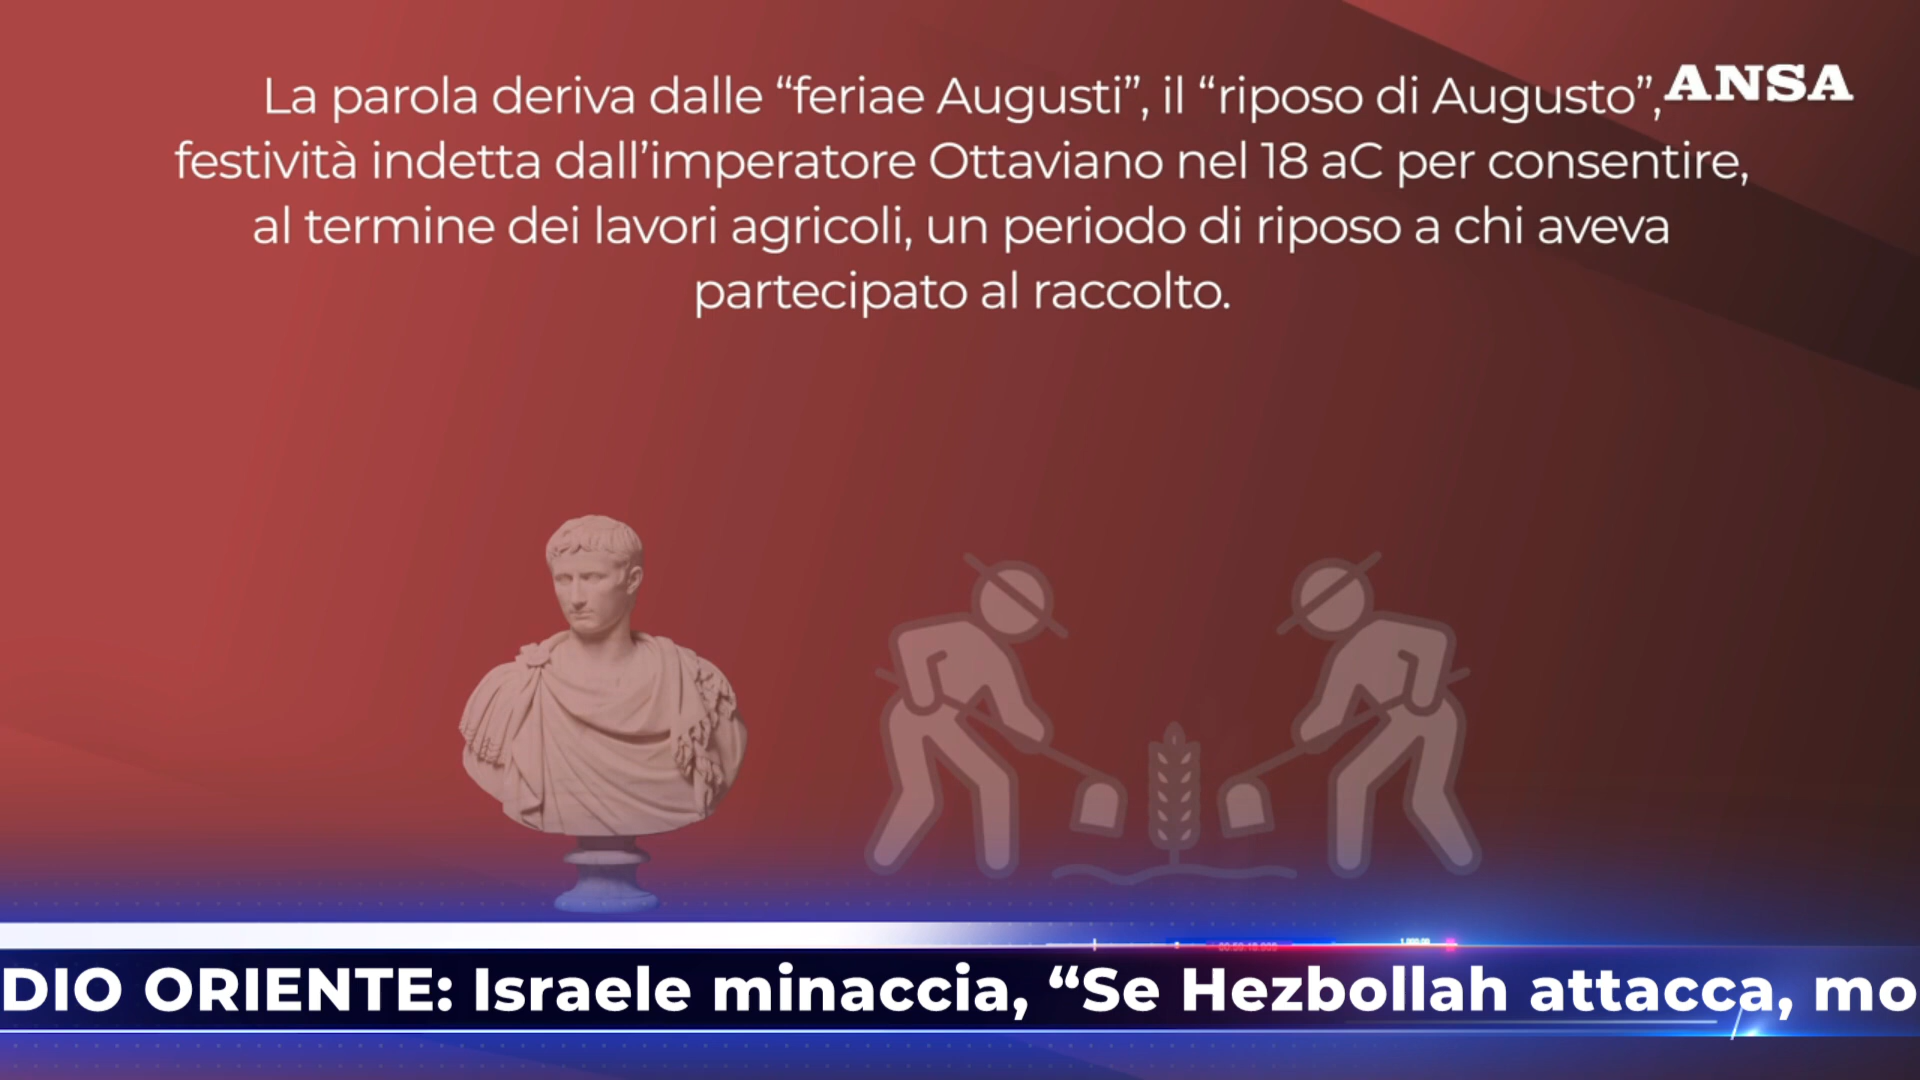 La parola deriva dalle “feriae Augusti”, il “riposo di Augusto”,
ANSA
festività indetta dall’imperatore Ottaviano nel 18 aC per consentire,
al termine dei lavori agricoli, un periodo di riposo a chi aveva
partecipato al raccolto.
DIO ORIENTE: Israele minaccia, “Se Hezbollah attacca, mo